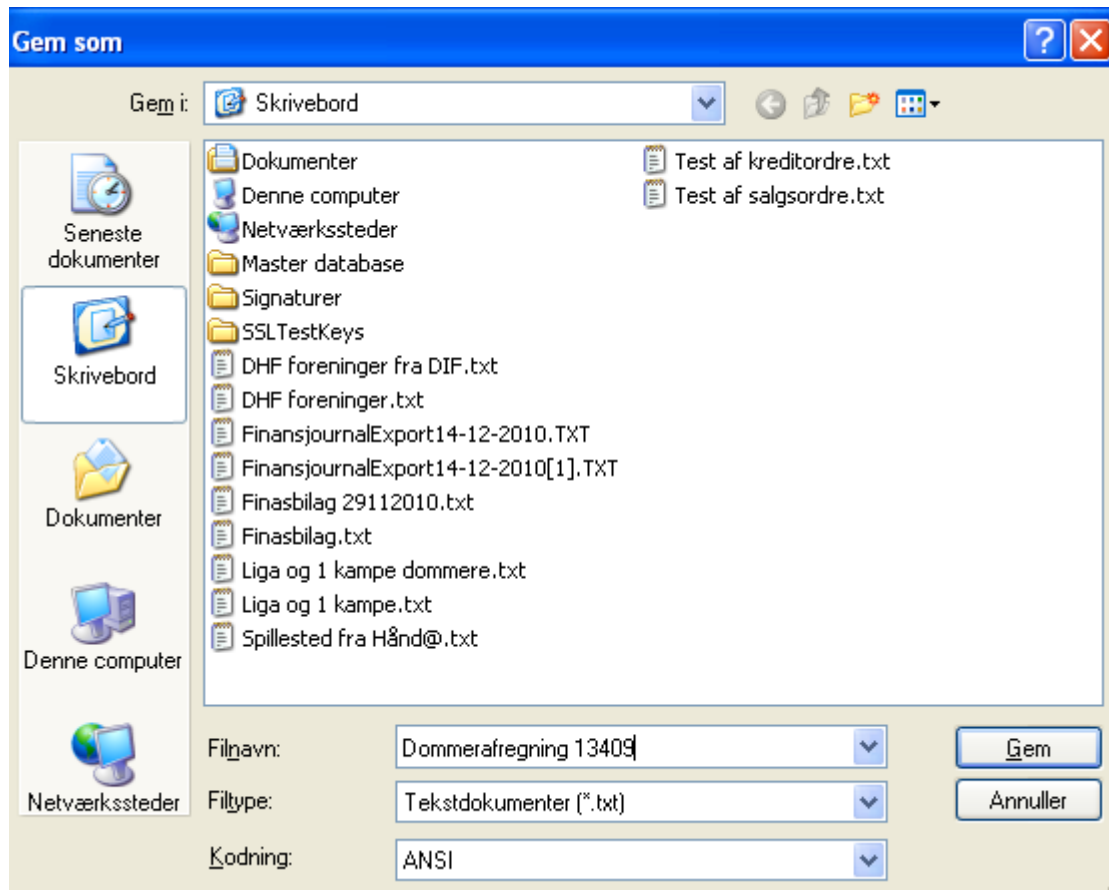 Gem som
Gem i:
Skrivebord
Seneste
dokumenter
Skrivebord
Dokumenter
Denne computer
Netværkssteder
Dokumenter
Denne computer
Netværkssteder
Master database
Signaturer
SSLTestKeys
DHF foreninger fra DIF.txt
DHF foreninger.txt
FinansjournalExport14-12-2010.TXT
FinansjournalExport14-12-2010[1].TXT
Finasbilag 29112010.txt
Finasbilag.txt
Liga og 1 kampe dommere.txt
Liga og 1 kampe.txt
Spillested fra Hånd@.txt
Test af kreditordre.txt
Test af salgsordre.txt
Filnavn:
Dommerafregning 13409
Gem
Filtype:
Tekstdokumenter (*.txt)
Annuller
Kodning:
ANSI